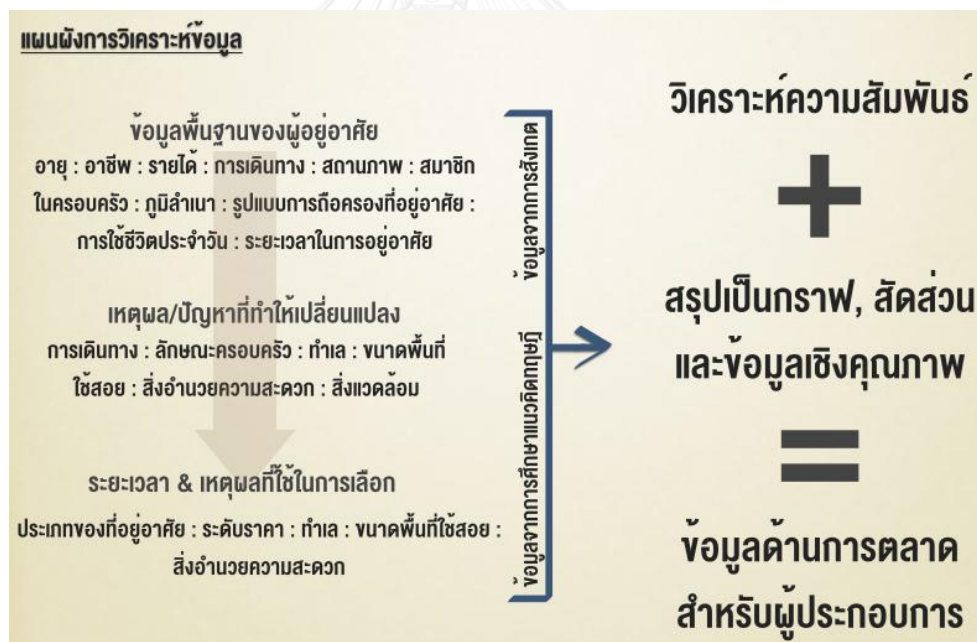 แผนผังการวิเคราะห์ข้อมูล
ข้อมูลพื้นฐานของผู้อยู่อาศัย
อายุ : อาชีพ : รายได้ : การเดินทาง : สถานภาพ : สมาชิก
ในครอบครัว : ภูมิลำเนา : รูปแบบการถือครองที่อยู่อาศัย :
การใช้ชีวิตประจำวัน : ระยะเวลาในการอยู่อาศัย
เหตุผล/ปัญหาที่ทำให้เปลี่ยนแปลง
การเดินทาง : ลักษณะครอบครัว : ทำเล : ขนาดพื้นที่
ใช้สอย : สิ่งอำนวยความสะดวก : สิ่งแวดล้อม
ระยะเวลา & เหตุผลที่ใช้ในการเลือก
ประเภทของที่อยู่อาศัย : ระดับราคา : ทำเล : ขนาดพื้นที่ใช้สอย :
สิ่งอำนวยความสะดวก
ข้อมูลจากการสังเกต
ข้อมูลจากการศึกษาแนวคิดทฤษฎี
วิเคราะห์ความสัมพันธ์
+
สรุปเป็นกราฟ, สัดส่วน
และข้อมูลเชิงคุณภาพ
=
ข้อมูลด้านการตลาด
สำหรับผู้ประกอบการ